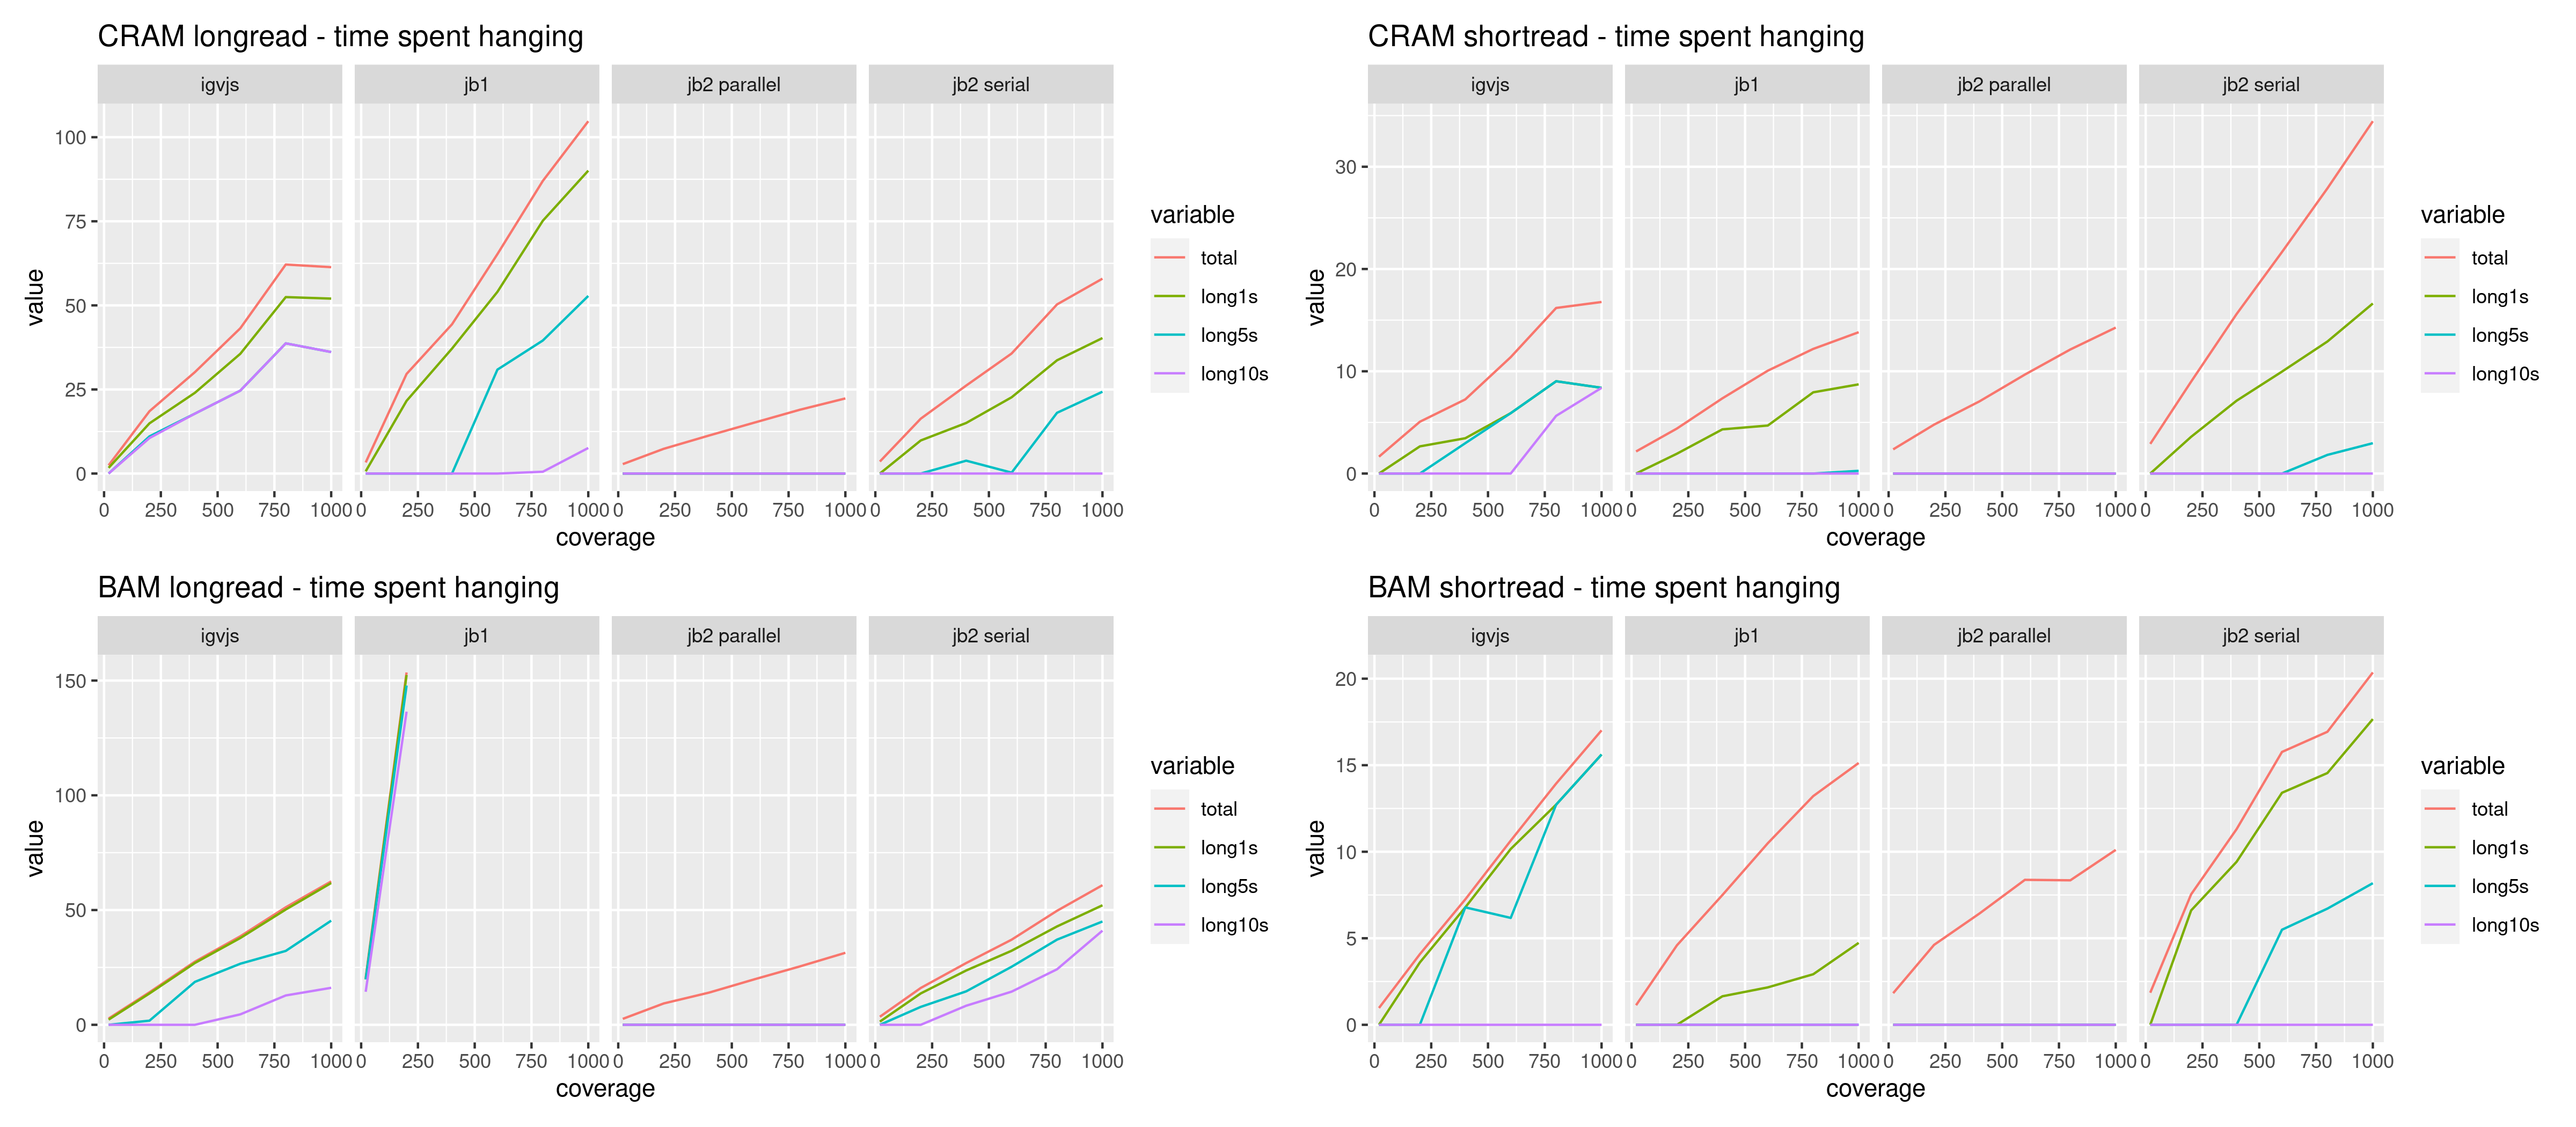 CRAM longread - time spent hanging
igvjs jb1 jb2 parallel jb2 serial
100
75
50
25
0
value
0 250 500 750 1000 0 250 500 750 1000 0 250 500 750 1000 0 250 500 750 1000
coverage
variable
total
long1s
long5s
long10s
CRAM shortread - time spent hanging
igvjs jb1 jb2 parallel jb2 serial
30
20
10
0
value
0 250 500 750 1000 0 250 500 750 1000 0 250 500 750 1000 0 250 500 750 1000
coverage
variable
total
long1s
long5s
long10s
BAM longread - time spent hanging
igvjs jb1 jb2 parallel jb2 serial
150
100
50
0
value
0 250 500 750 1000 0 250 500 750 1000 0 250 500 750 1000 0 250 500 750 1000
coverage
variable
total
long1s
long5s
long10s
BAM shortread - time spent hanging
igvjs jb1 jb2 parallel jb2 serial
20
15
10
5
0
value
0 250 500 750 1000 0 250 500 750 1000 0 250 500 750 1000 0 250 500 750 1000
coverage
variable
total
long1s
long5s
long10s